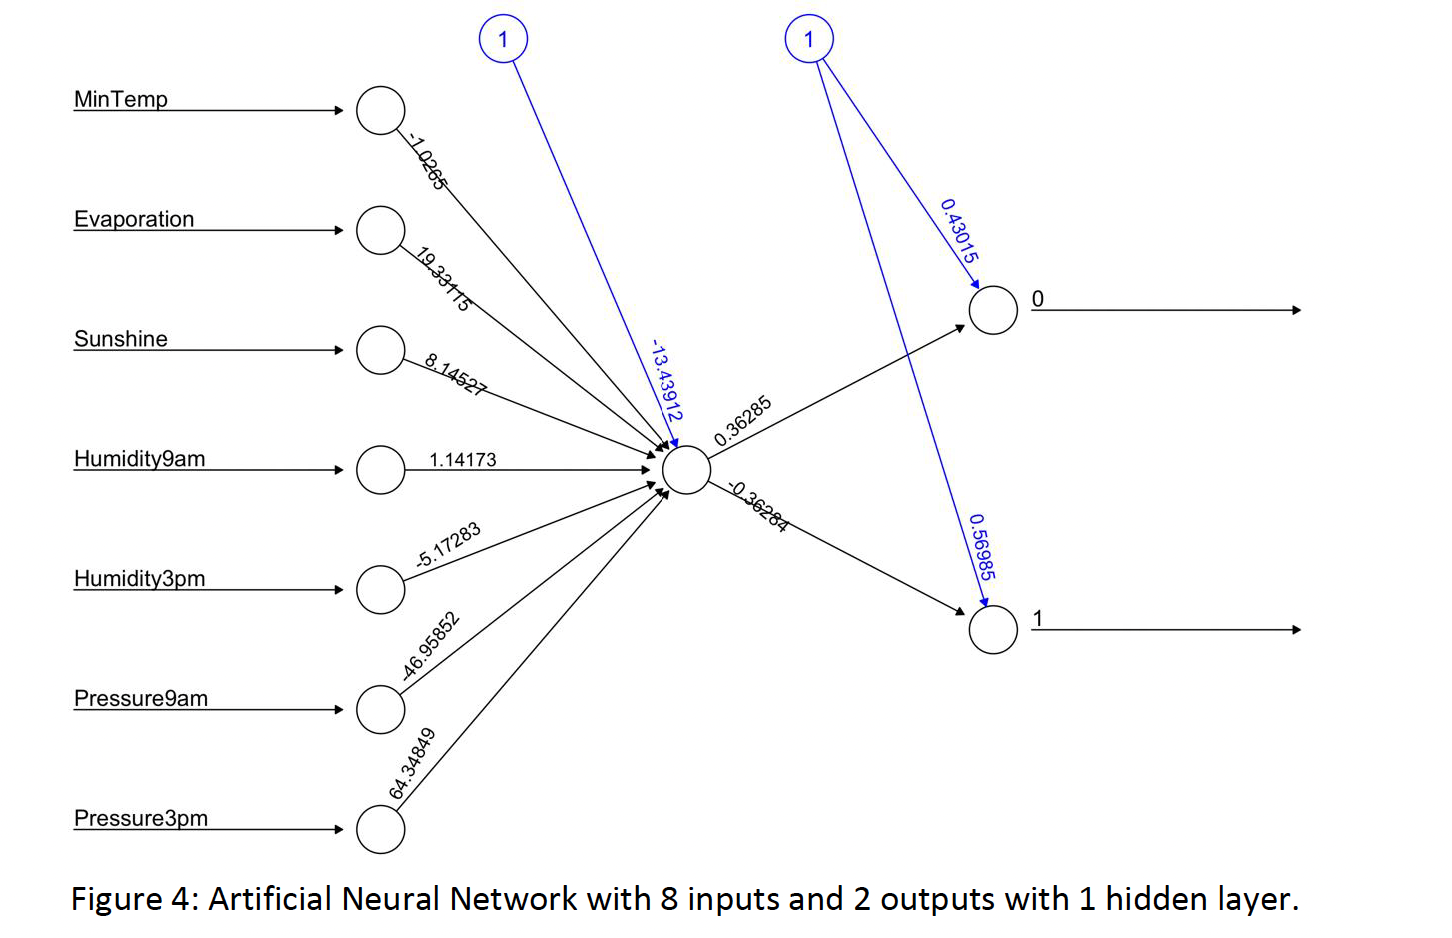 1
1
MinTemp
-1.0265
Evaporation
19.33115
0.43015
Sunshine
8.14527
-13.43912
0
0.36285
Humidity9am
1.14173
-0.36284
Humidity3pm
-5.17283
0.56985
1
Pressure9am
-46.95852
Pressure3pm
64.34849
Figure 4: Artificial Neural Network with 8 inputs and 2 outputs with 1 hidden layer.